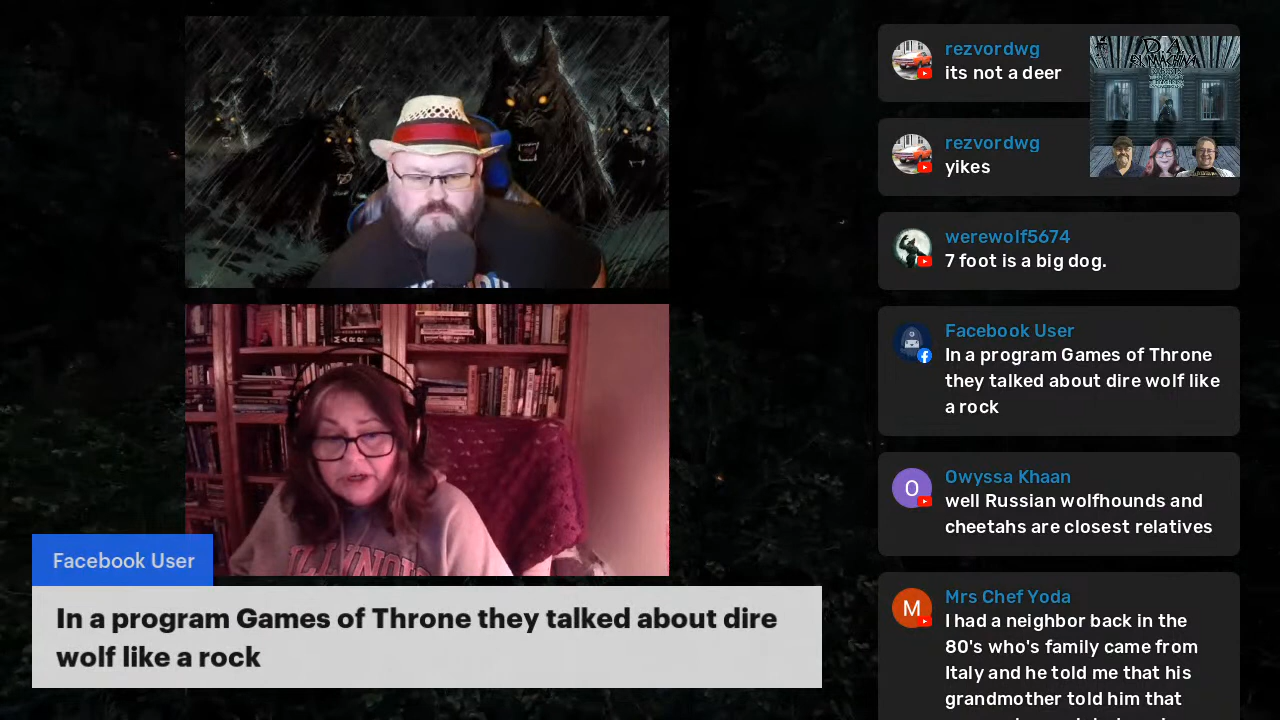 rezvordwg
its not a deer
rezvordwg
yikes
werewolf5674
7 foot is a big dog.
Facebook User
In a program Games of Throne
they talked about dire wolf like
a rock
O
Owyssa Khaan
well Russian wolfhounds and
cheetahs are closest relatives
M
Mrs Chef Yoda
I had a neighbor back in the
80's who's family came from
Italy and he told me that his
grandmother told him that
ILLINOIS
Facebook User
In a program Games of Throne they talked about dire
wolf like a rock